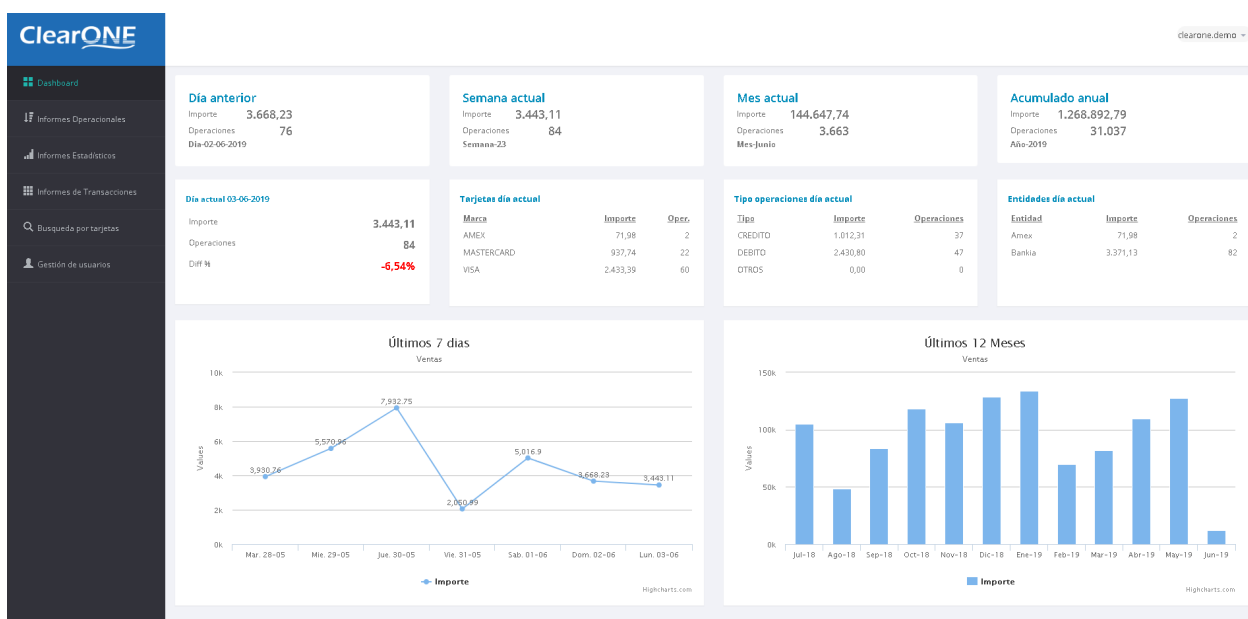 ClearONE
clearone.demo
Dashboard
Informes Operacionales
Informes Estadísticos
Informes de Transacciones
Busqueda por tarjetas
Gestión de usuarios
Día anterior
Importe 3.668,23
Operaciones 76
Día-02-06-2019
Semana actual
Importe 3.443,11
Operaciones 84
Semana-23
Mes actual
Importe 144.647,74
Operaciones 3.663
Mes-Junio
Acumulado anual
Importe 1.268.892,79
Operaciones 31.037
Año-2019
Día actual 03-06-2019
Importe 3.443,11
Operaciones 84
Diff % -6,54%
Tarjetas día actual
Marca Importe Oper.
AMEX 71,98 2
MASTERCARD 937,74 22
VISA 2.433,39 60
Tipo operaciones día actual
Tipo Importe Operaciones
CREDITO 1.012,31 37
DEBITO 2.430,80 47
OTROS 0,00 0
Entidades día actual
Entidad Importe Operaciones
Amex 71,98 2
Bankia 3.371,13 82
Últimos 7 dias
Ventas
Values
10k
8k
6k
4k
2k
0k
3,930.76
5,570.96
7,932.75
2,050.99
5,016.9
3,668.23
3,443.11
Mar. 28-05 Mie. 29-05 Jue. 30-05 Vie. 31-05 Sab. 01-06 Dom. 02-06 Lun. 03-06
Importe
Highcharts.com
Últimos 12 Meses
Ventas
Values
150k
100k
50k
0k
Jul-18 Ago-18 Sep-18 Oct-18 Nov-18 Dic-18 Ene-19 Feb-19 Mar-19 Abr-19 May-19 Jun-19
Importe
Highcharts.com